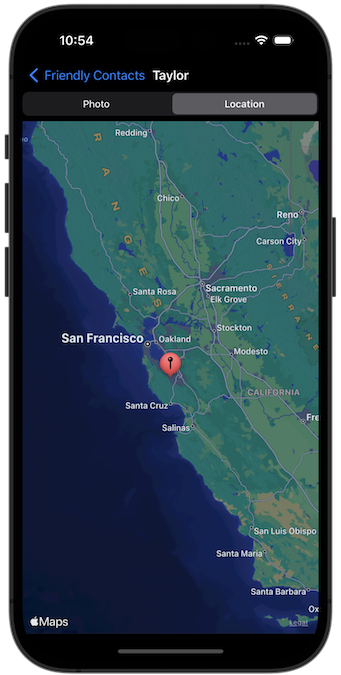 10:54
Friendly Contacts Taylor
Photo Location
Redding
RANGES
Chico
Reno
Carson City
Sacramento
Santa Rosa
Elk Grove
Stockton
San Francisco
Oakland
Modesto
CALIFORNIA
Santa Cruz
Fre
Salinas
San Luis Obispo
Santa Maria
Santa Barbara
Ox
Maps
Legal